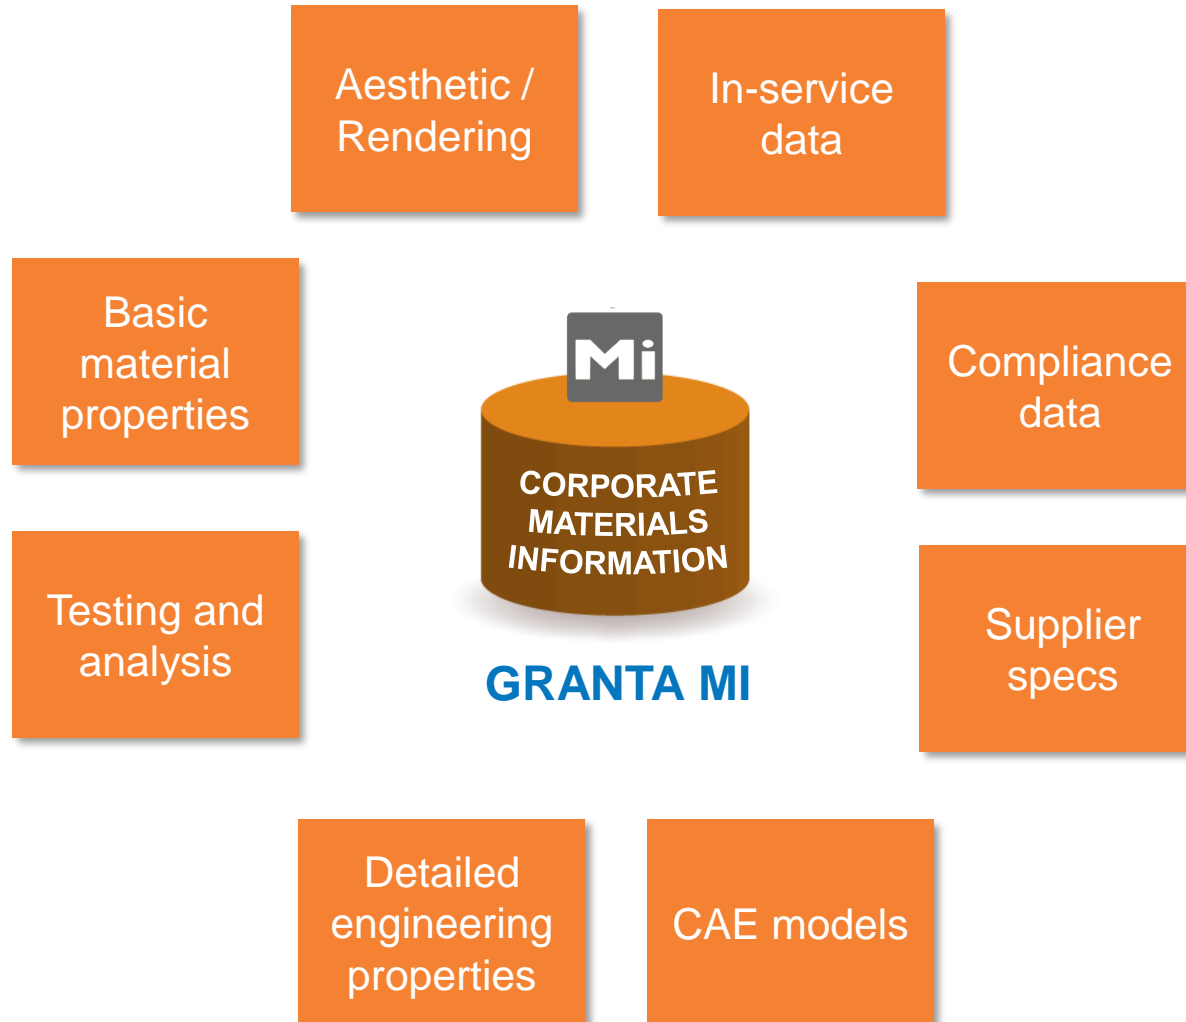 Aesthetic /
Rendering
In-service
data
Basic
material
properties
Mi
CORPORATE
MATERIALS
INFORMATION
Compliance
data
Testing and
analysis
GRANTA MI
Supplier
specs
Detailed
engineering
properties
CAE models